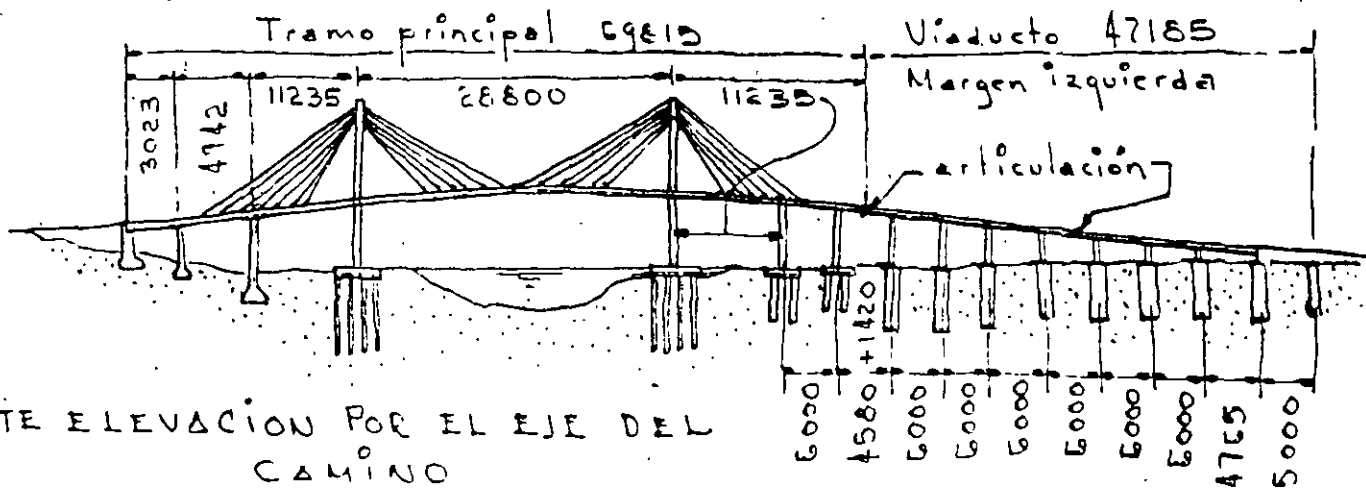 Tramo principal 69615 Viaducto 47185
Margen izquierda
3023 4742 11235 28800 11235
articulación
6000 4580 +1420 6000 6000 6000 6000 6000 6000 4765 5000
TE ELEVACION POR EL EJE DEL
CAMINO